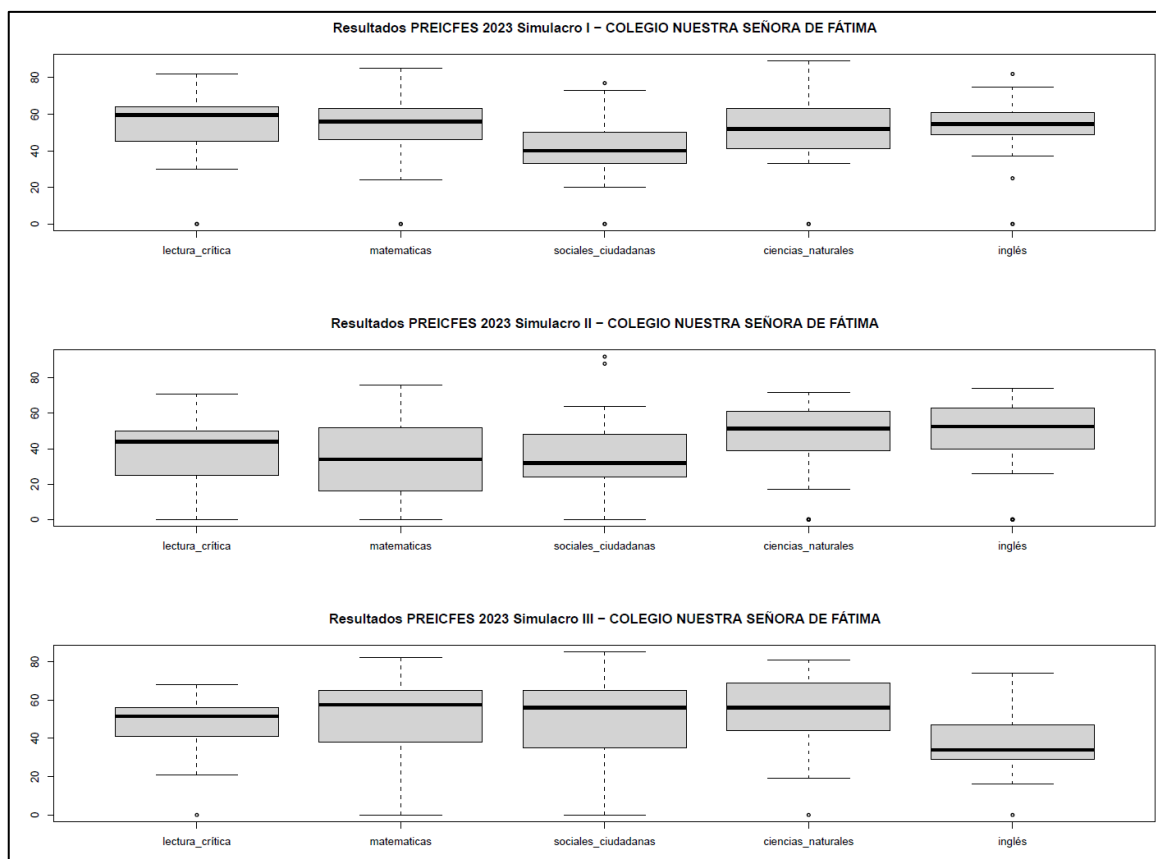 Resultados PREICFES 2023 Simulacro I − COLEGIO NUESTRA SEÑORA DE FÁTIMA
80
60
40
20
0
lectura_crítica matematicas sociales_ciudadanas ciencias_naturales inglés
Resultados PREICFES 2023 Simulacro II − COLEGIO NUESTRA SEÑORA DE FÁTIMA
80
60
40
20
0
lectura_crítica matematicas sociales_ciudadanas ciencias_naturales inglés
Resultados PREICFES 2023 Simulacro III − COLEGIO NUESTRA SEÑORA DE FÁTIMA
80
60
40
20
0
lectura_crítica matematicas sociales_ciudadanas ciencias_naturales inglés